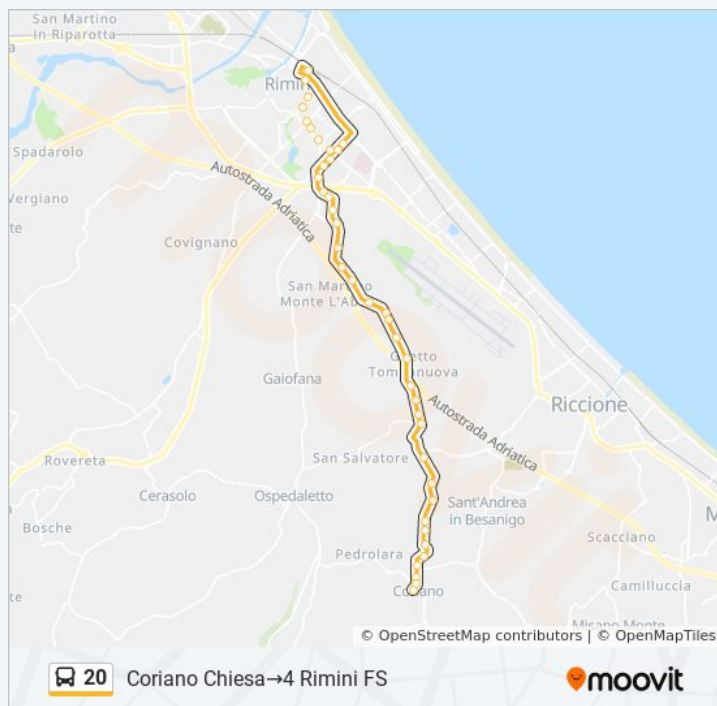 San Martino
in Riparotta
Rimini
Spadarolo
Vergiano
Autostrada Adriatica
Covignano
San Martino
Monte L'Abate
Ghetto
Tombanuova
Gaiofana
Riccione
Autostrada Adriatica
San Salvatore
Rovereta
Cerasolo
Ospedaletto
Sant'Andrea
in Besanigo
Bosche
Scacciano
Pedrolara
Camilluccia
Coriano
Misano Monte
© OpenStreetMap contributors | © OpenMapTiles
20 Coriano Chiesa→4 Rimini FS
moovit